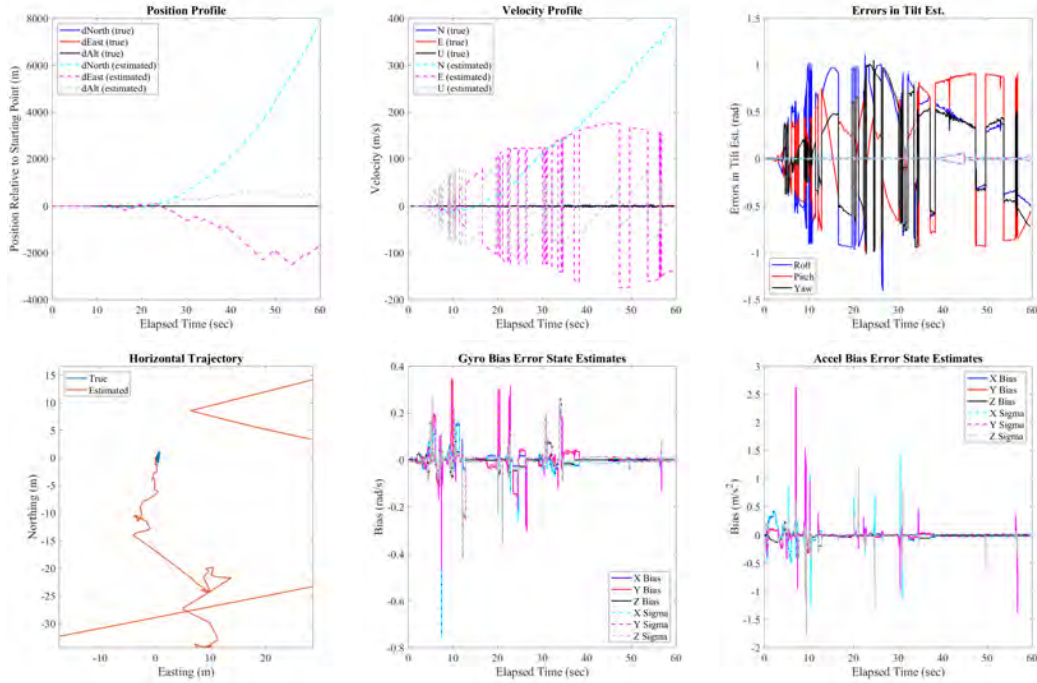 Position Profile
8000
6000
4000
2000
0
-2000
-4000
Position Relative to Starting Point (m)
dNorth (true)
dEast (true)
dAlt (true)
dNorth (estimated)
dEast (estimated)
dAlt (estimated)
0 10 20 30 40 50 60
Elapsed Time (sec)
Velocity Profile
400
300
200
100
0
-100
-200
Velocity (m/s)
N (true)
E (true)
U (true)
N (estimated)
E (estimated)
U (estimated)
0 10 20 30 40 50 60
Elapsed Time (sec)
Errors in Tilt Est.
1.5
1
0.5
0
-0.5
-1
-1.5
Errors in Tilt Est. (rad)
Roll
Pitch
Yaw
0 10 20 30 40 50 60
Elapsed Time (sec)
Horizontal Trajectory
15
10
5
0
-5
-10
-15
-20
-25
-30
Northing (m)
True
Estimated
-10 0 10 20
Easting (m)
Gyro Bias Error State Estimates
0.4
0.2
0
-0.2
-0.4
-0.6
-0.8
Bias (rad/s)
X Bias
Y Bias
Z Bias
X Sigma
Y Sigma
Z Sigma
0 10 20 30 40 50 60
Elapsed Time (sec)
Accel Bias Error State Estimates
3
2.5
2
1.5
1
0.5
0
-0.5
-1
-1.5
-2
Bias (m/s²)
X Bias
Y Bias
Z Bias
X Sigma
Y Sigma
Z Sigma
0 10 20 30 40 50 60
Elapsed Time (sec)